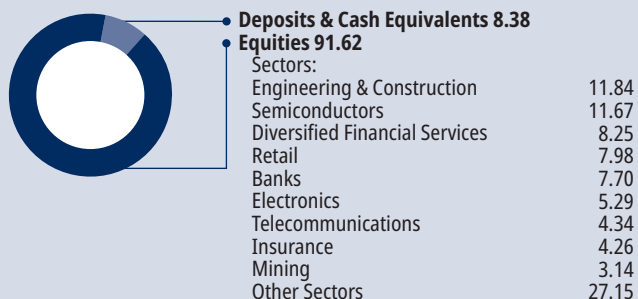 Deposits & Cash Equivalents 8.38
Equities 91.62
Sectors:
Engineering & Construction 11.84
Semiconductors 11.67
Diversified Financial Services 8.25
Retail 7.98
Banks 7.70
Electronics 5.29
Telecommunications 4.34
Insurance 4.26
Mining 3.14
Other Sectors 27.15